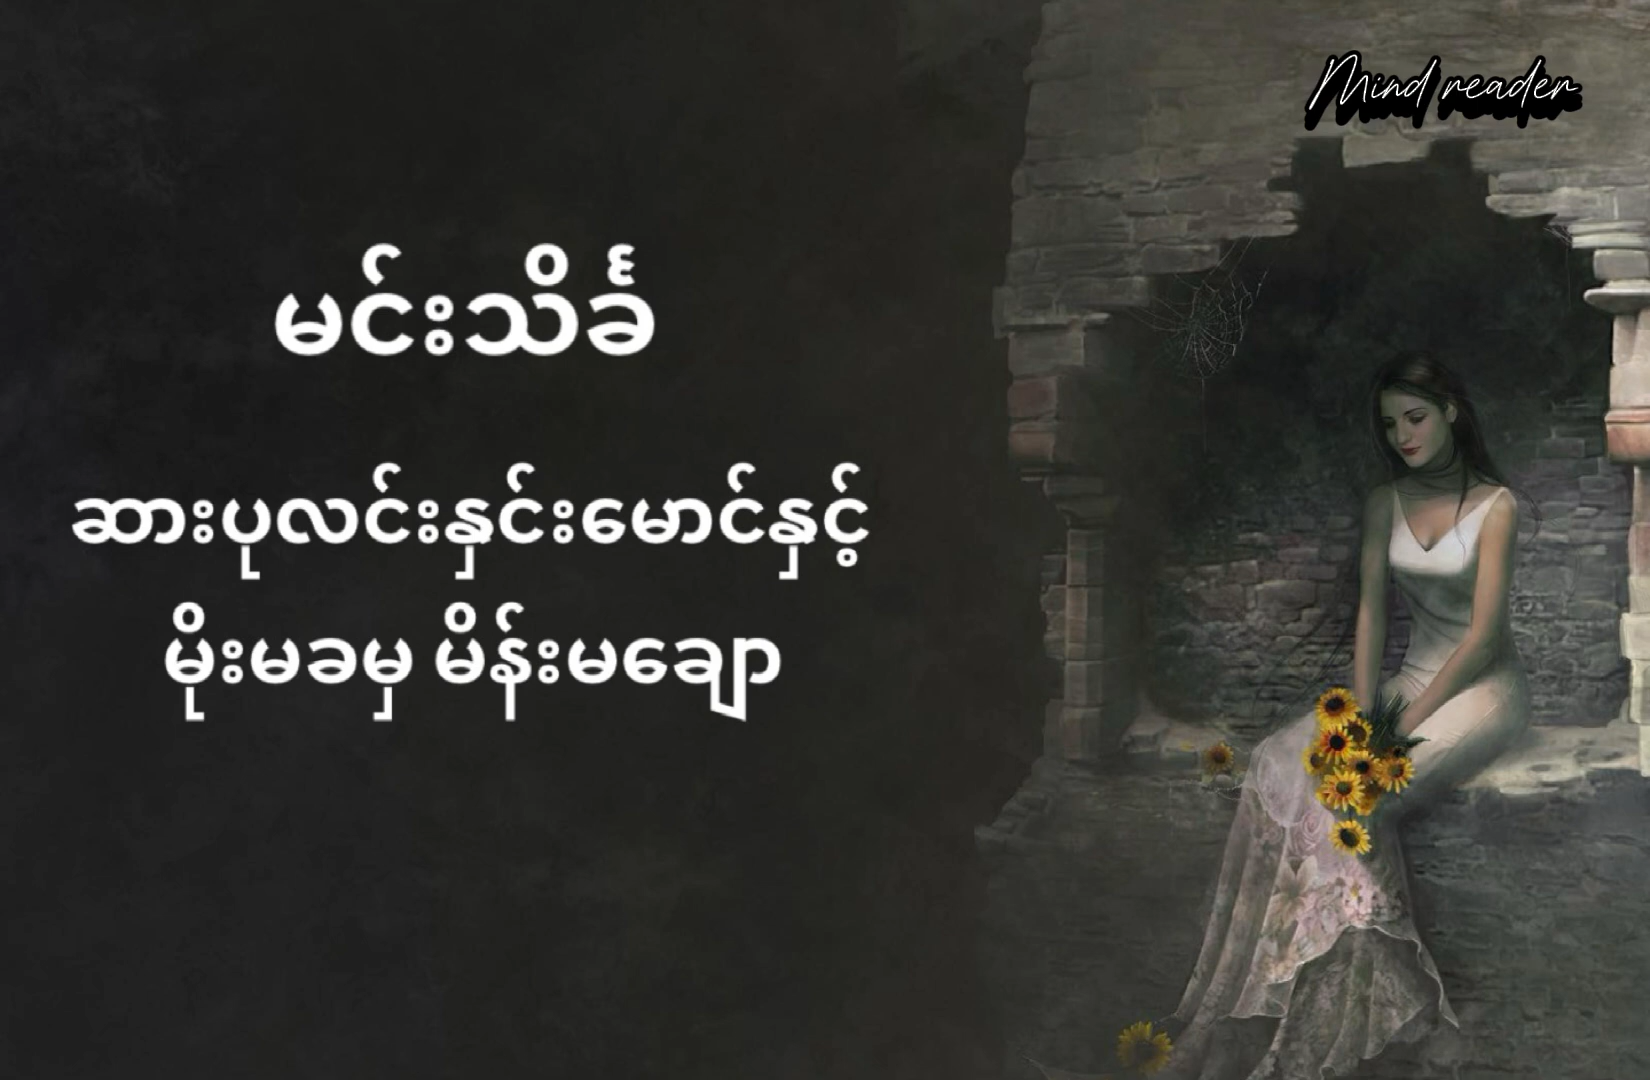 Mind reader
မင်းသိင်္ခ
ဆားပုလင်းနှင်းမောင်နှင့်
မိုးမခမှ မိန်းမချော